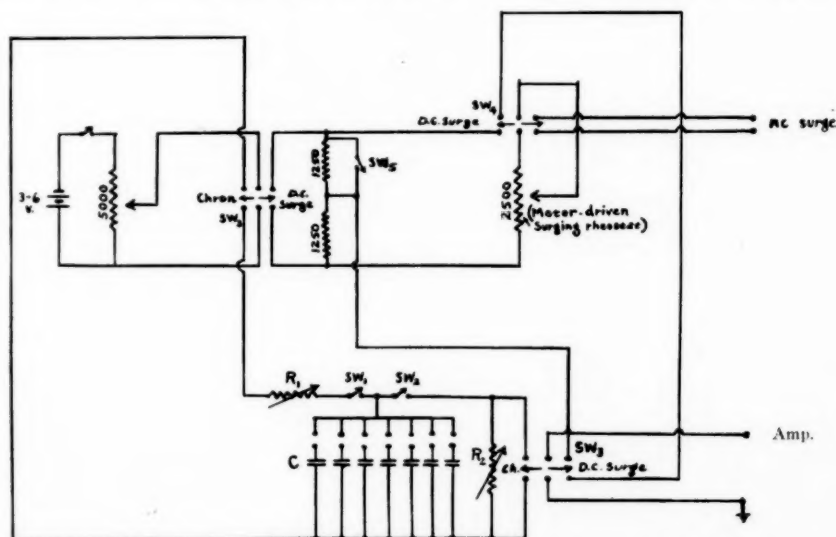 SW₄
D.C. Surge
AC surge
1250
SW₅
3-6
V.
5000
Chron
D.C.
Surge
SW₃
1250
2500
(Motor-driven
Surging rheostat)
R₁
SW₁
SW₂
Amp.
C
R₂
Ch.
SW₃
D.C. Surge